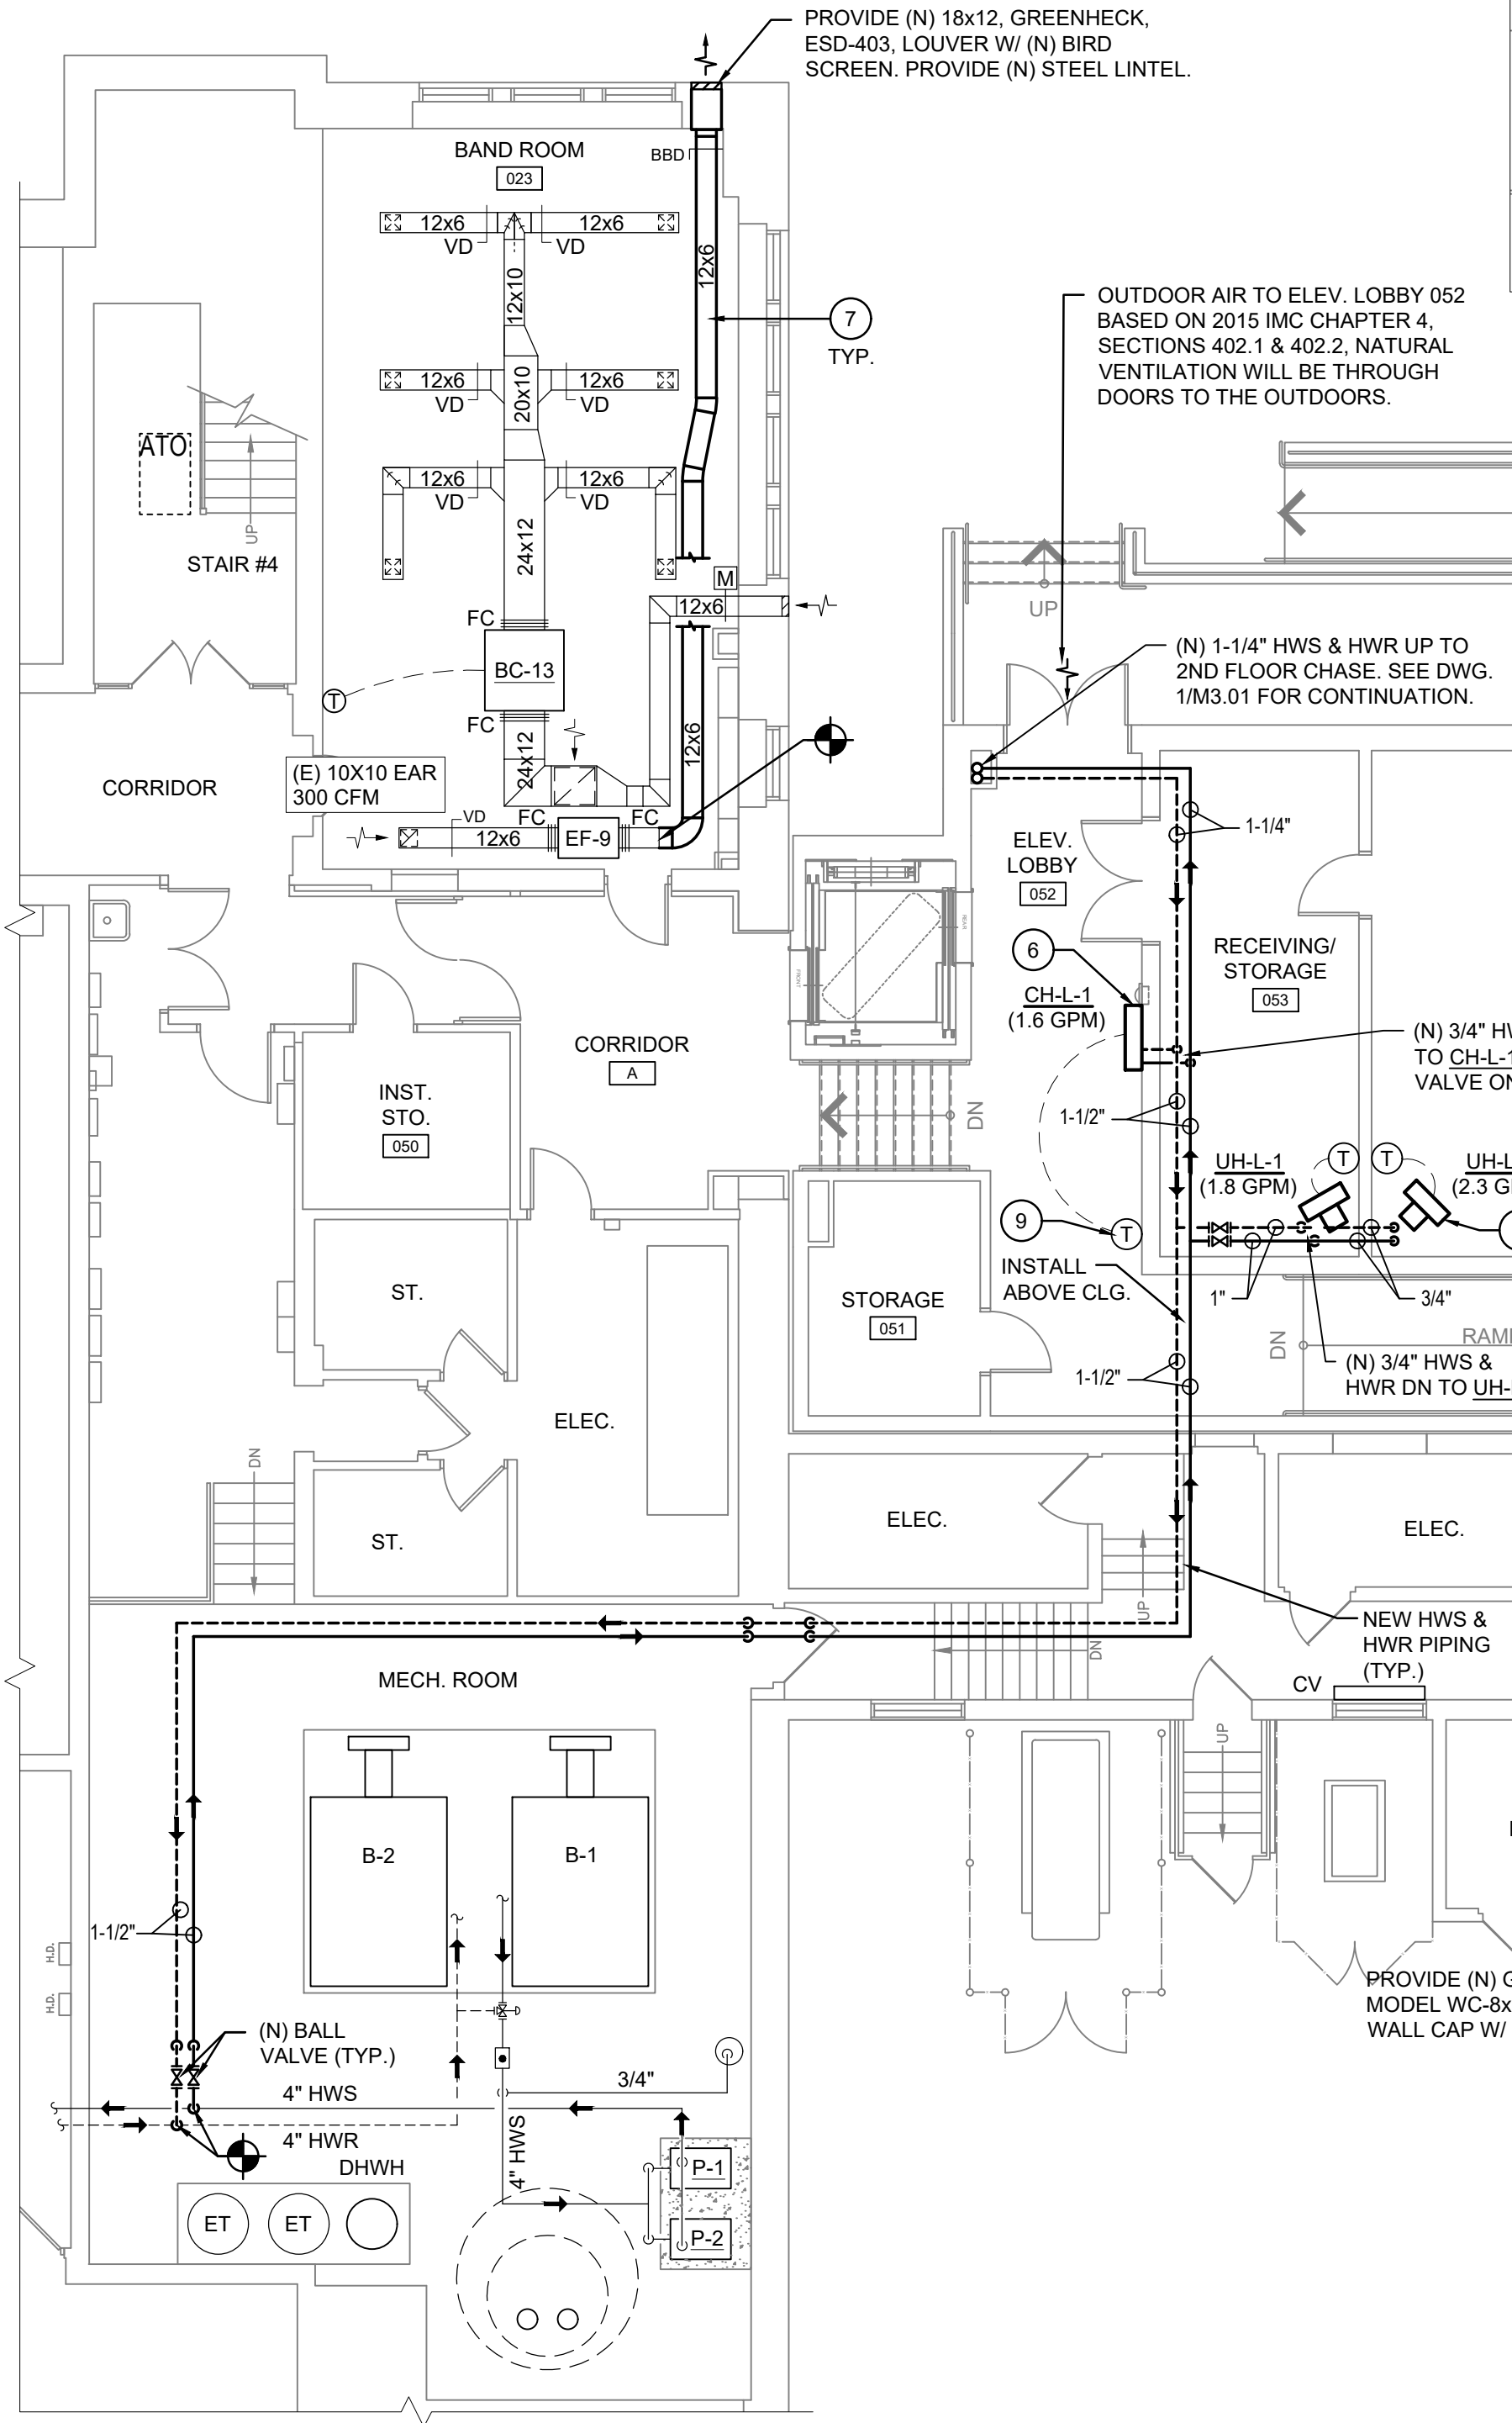 PROVIDE (N) 18x12, GREENHECK,
ESD-403, LOUVER W/ (N) BIRD
SCREEN. PROVIDE (N) STEEL LINTEL.
BAND ROOM
023
BBD
12x6
12x6
VD
VD
12x10
12x6
7
TYP.
OUTDOOR AIR TO ELEV. LOBBY 052
BASED ON 2015 IMC CHAPTER 4,
SECTIONS 402.1 & 402.2, NATURAL
VENTILATION WILL BE THROUGH
DOORS TO THE OUTDOORS.
12x6
12x6
VD
VD
20x10
ATO
UP
STAIR #4
12x6
12x6
VD
VD
24x12
M
12x6
FC
BC-13
T
FC
24x12
12x6
UP
(N) 1-1/4" HWS & HWR UP TO
2ND FLOOR CHASE. SEE DWG.
1/M3.01 FOR CONTINUATION.
CORRIDOR
(E) 10X10 EAR
300 CFM
VD
12x6
FC
EF-9
FC
1-1/4"
ELEV.
LOBBY
052
REAR
FRONT
6
CH-L-1
(1.6 GPM)
RECEIVING/
STORAGE
053
(N) 3/4" HW
TO CH-L-1
VALVE ON
CORRIDOR
A
INST.
STO.
050
DN
1-1/2"
UH-L-1
(1.8 GPM)
T
T
UH-L
(2.3 G
9
T
INSTALL
ABOVE CLG.
1"
3/4"
ST.
STORAGE
051
DN
RAM
(N) 3/4" HWS &
HWR DN TO UH-
1-1/2"
ELEC.
DN
ST.
ELEC.
ELEC.
UP
DN
NEW HWS &
HWR PIPING
(TYP.)
CV
MECH. ROOM
UP
B-2
B-1
1-1/2"
H.D.
H.D.
PROVIDE (N) G
MODEL WC-8x
WALL CAP W/
(N) BALL
VALVE (TYP.)
3/4"
4" HWS
4" HWR
4" HWS
DHWH
P-1
P-2
ET
ET